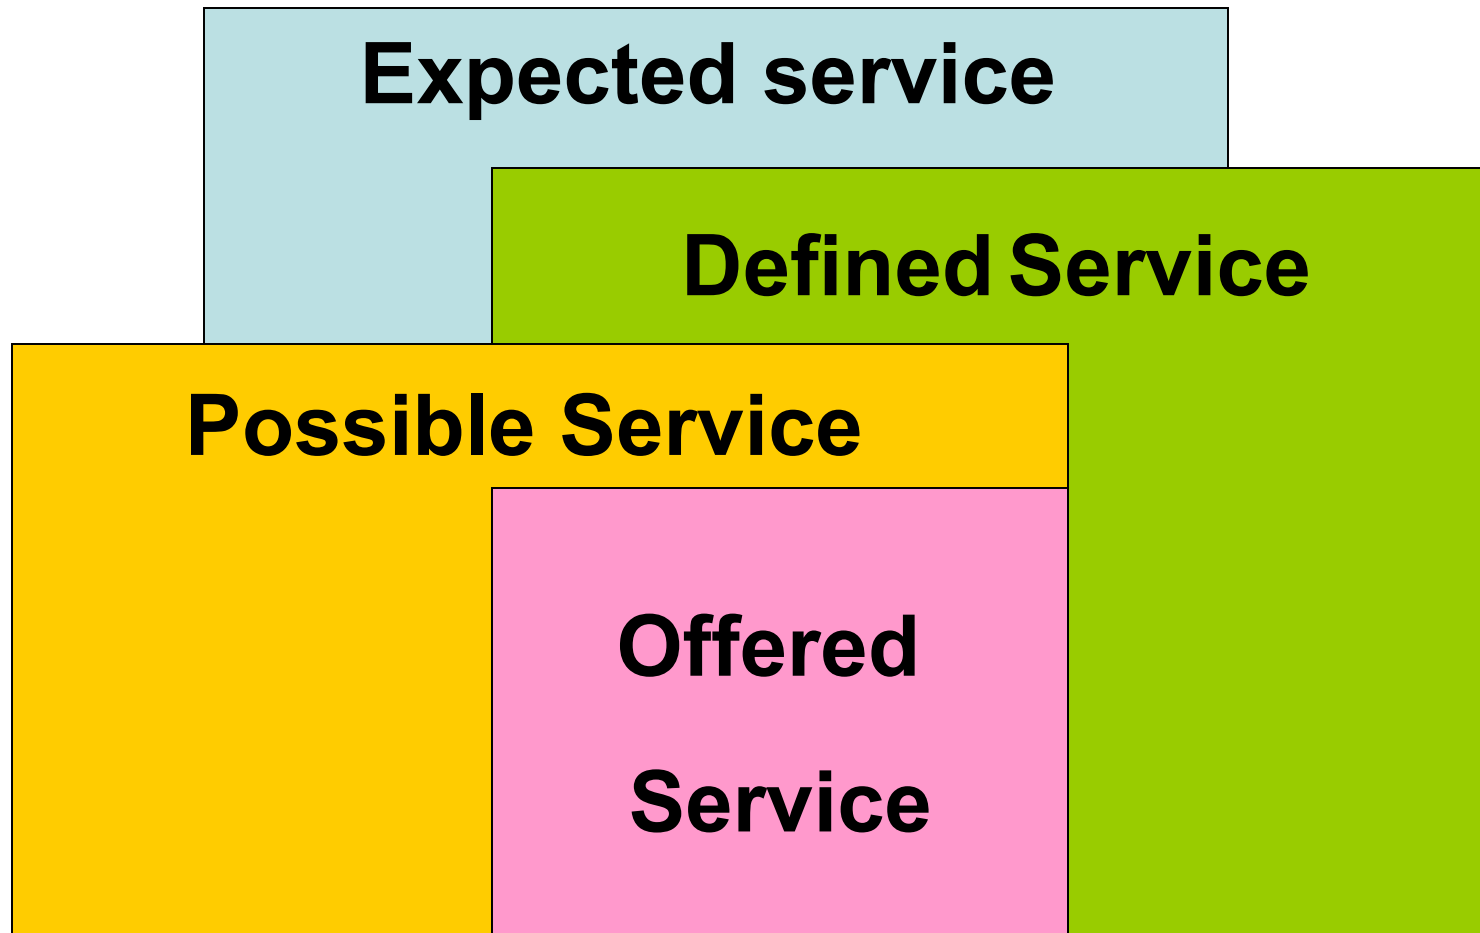 Expected service
Defined Service
Possible Service
Offered
Service